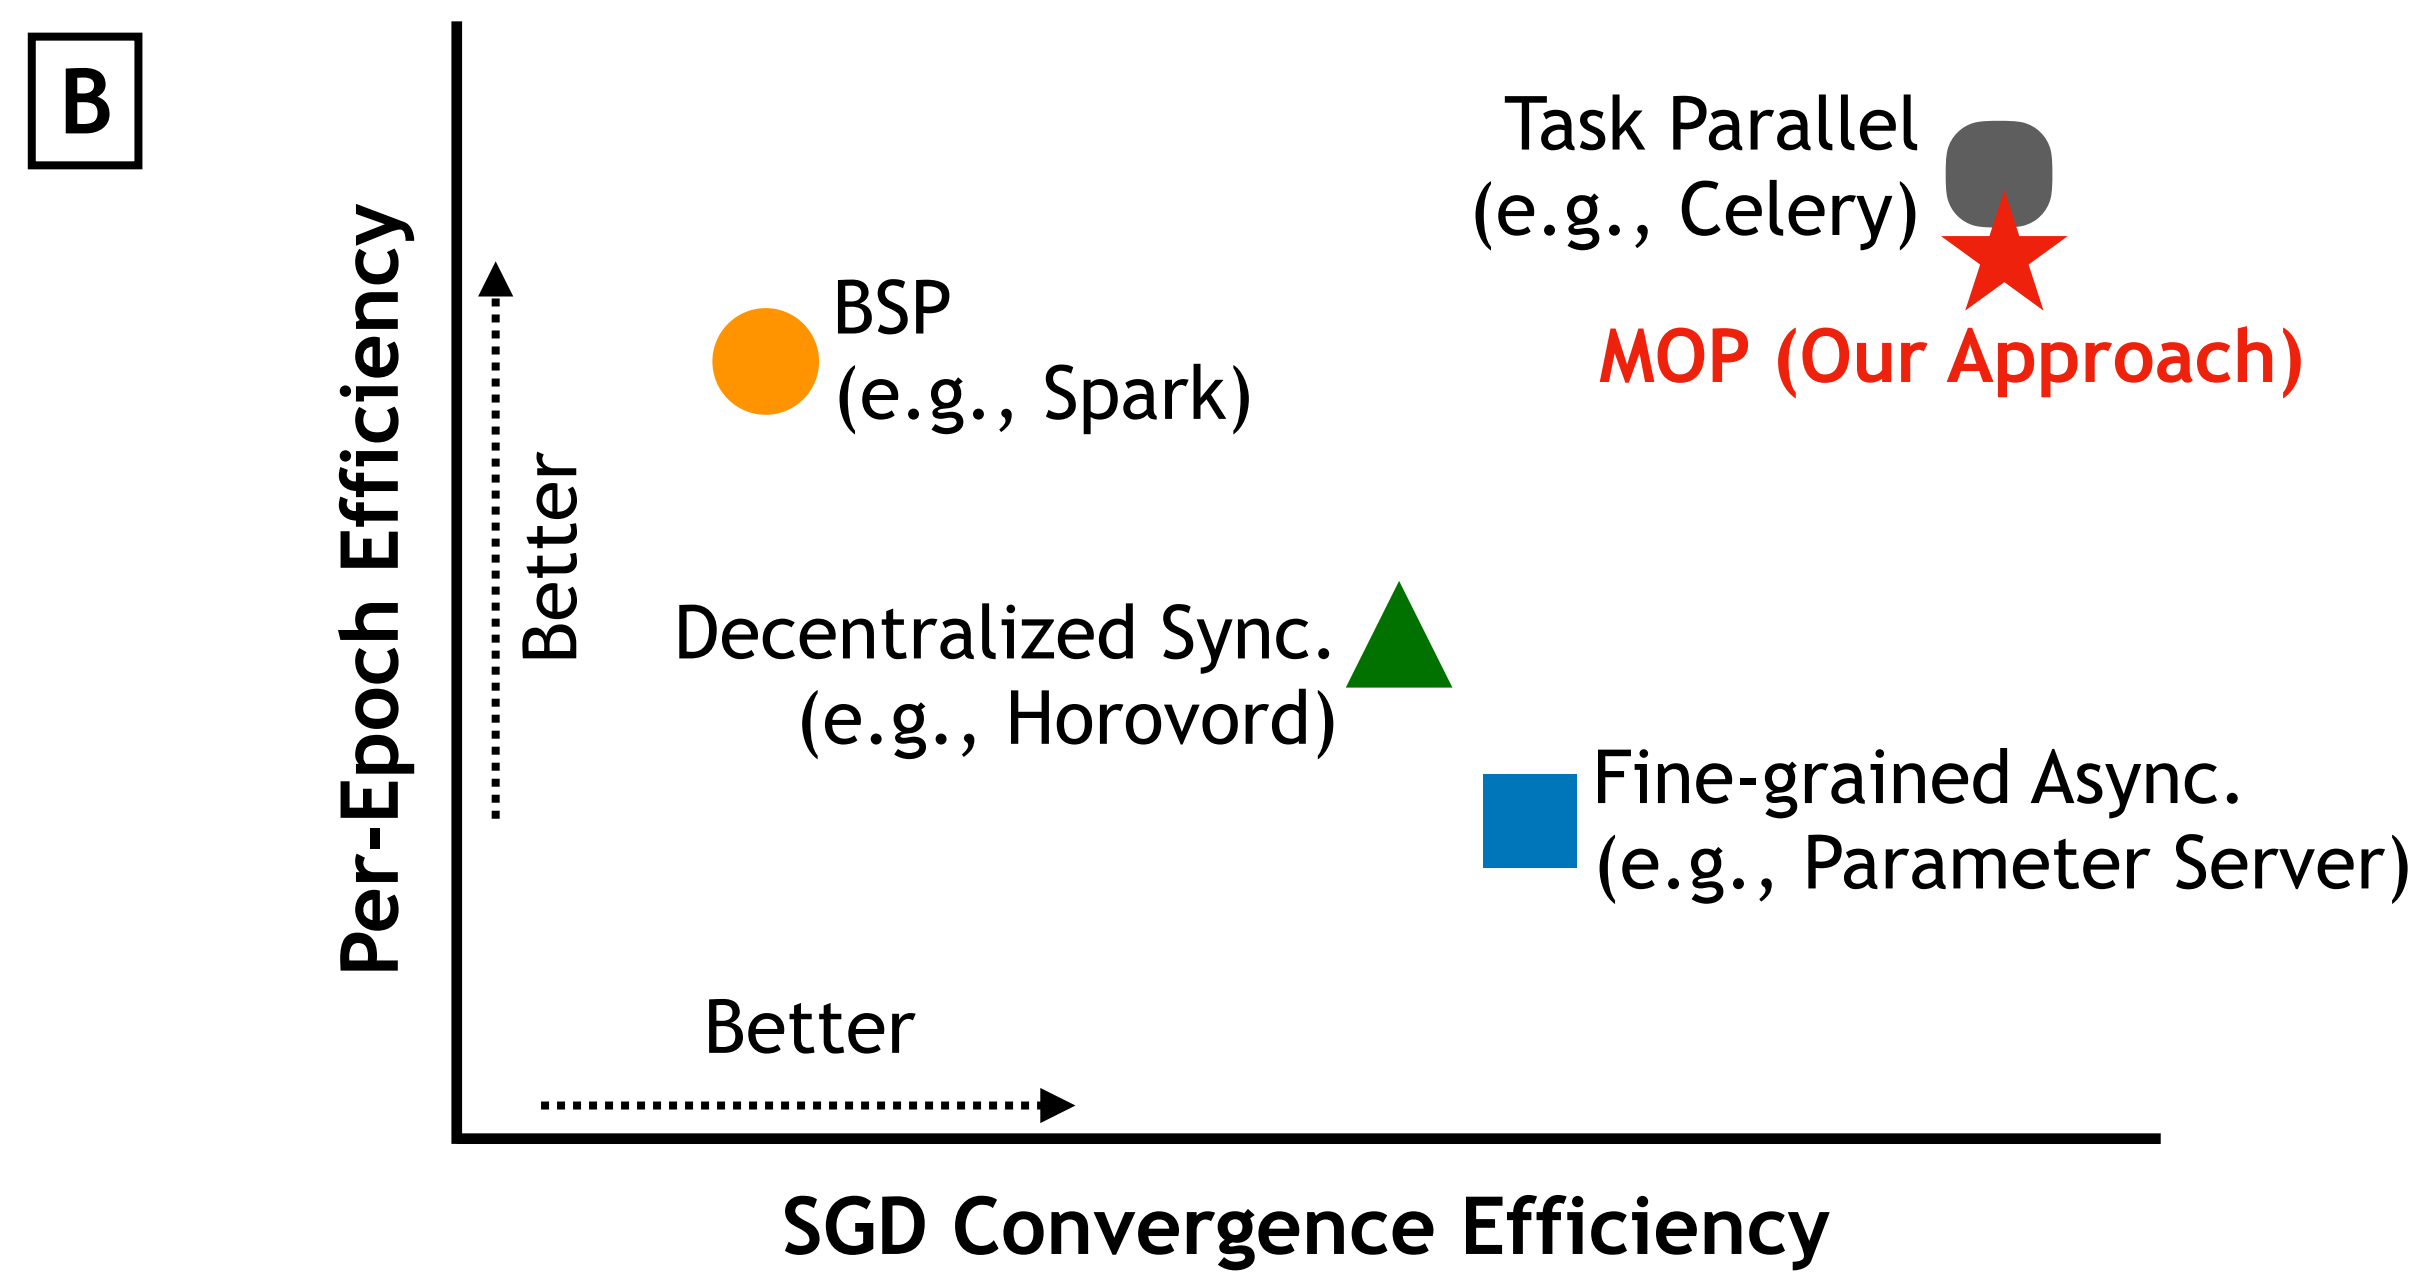 B
Task Parallel
(e.g., Celery)
MOP (Our Approach)
BSP
(e.g., Spark)
Decentralized Sync.
(e.g., Horovord)
Fine-grained Async.
(e.g., Parameter Server)
Per-Epoch Efficiency
Better
Better
SGD Convergence Efficiency